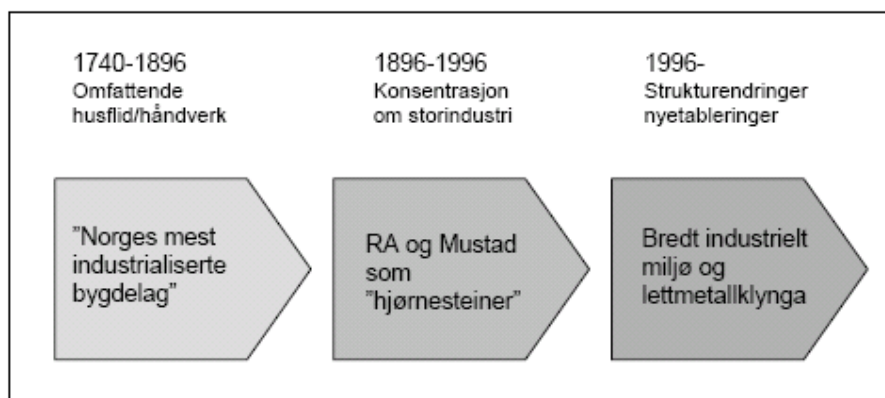 1740-1896
Omfattende
husflid/håndverk
1896-1996
Konsentrasjon
om storindustri
1996-
Strukturendringer
nyetableringer
”Norges mest
industrialiserte
bygdelag”
RA og Mustad
som
”hjørnesteiner”
Bredt industrielt
miljø og
lettmetallklynga